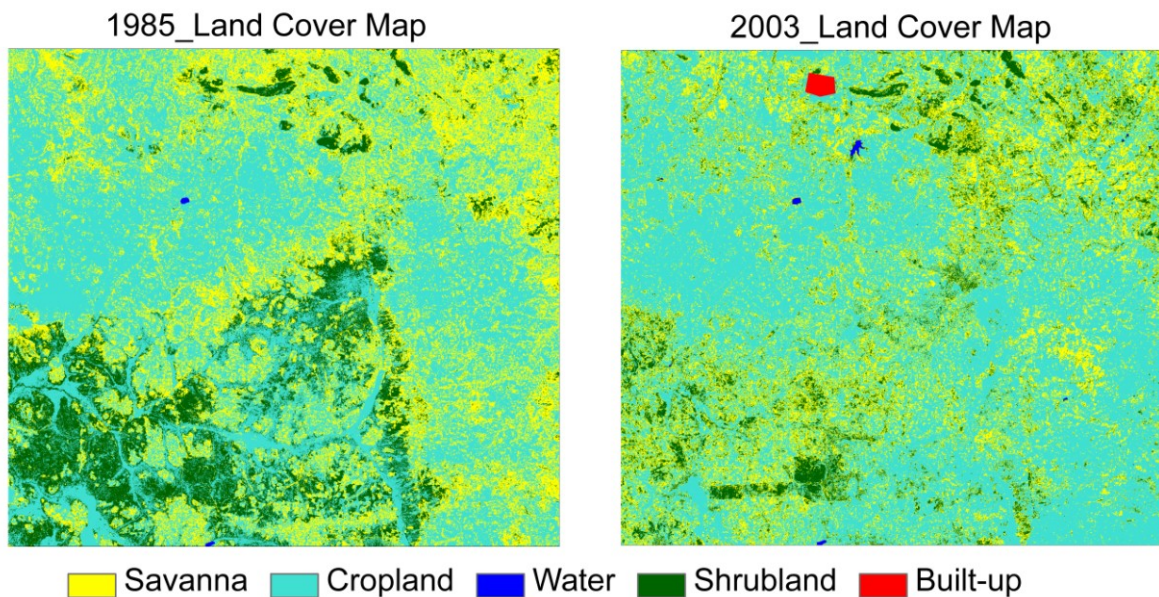 1985_Land Cover Map
2003_Land Cover Map
Savanna Cropland Water Shrubland Built-up